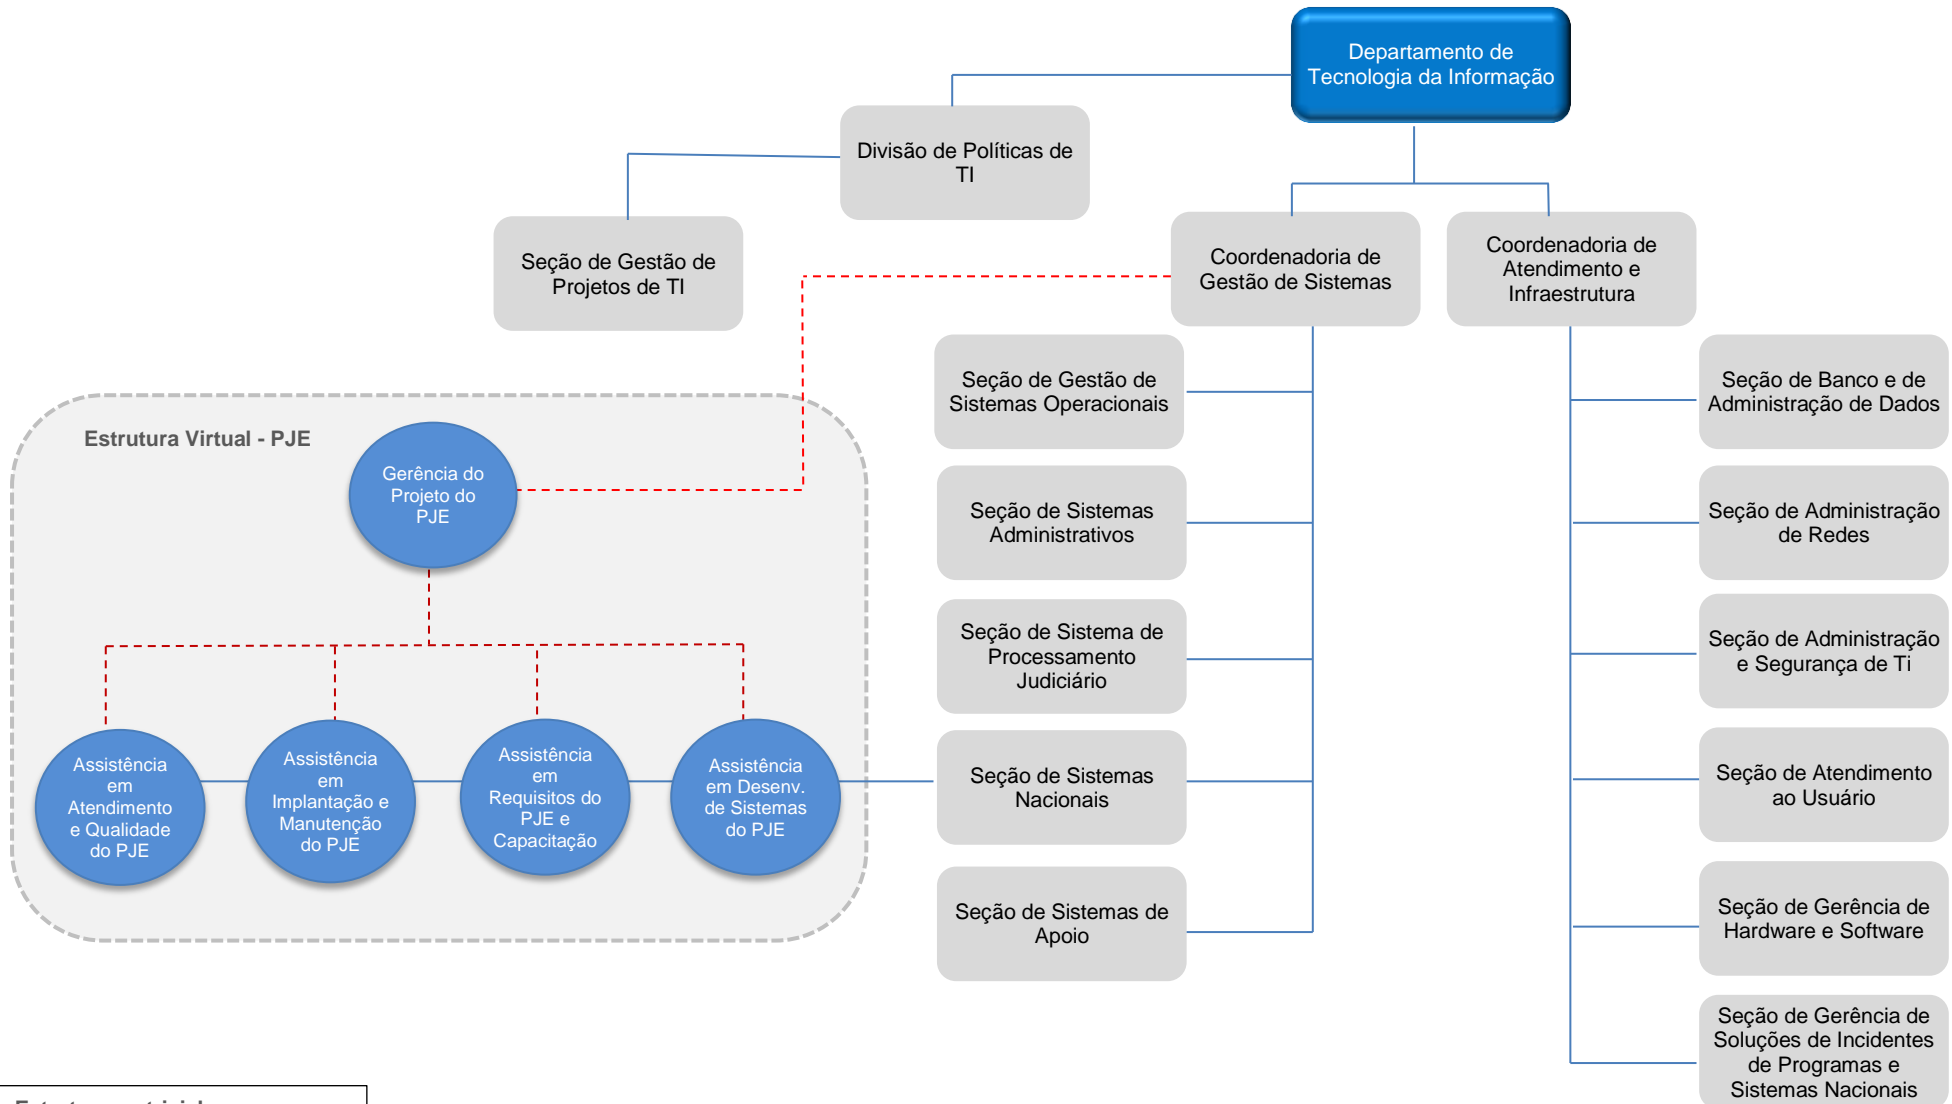 Departamento de
Tecnologia da Informação
Divisão de Políticas de
TI
Seção de Gestão de
Projetos de TI
Coordenadoria de
Gestão de Sistemas
Coordenadoria de
Atendimento e
Infraestrutura
Seção de Gestão de
Sistemas Operacionais
Seção de Sistemas
Administrativos
Seção de Sistema de
Processamento
Judiciário
Seção de Sistemas
Nacionais
Seção de Sistemas de
Apoio
Seção de Banco e de
Administração de Dados
Seção de Administração
de Redes
Seção de Administração
e Segurança de Ti
Seção de Atendimento
ao Usuário
Seção de Gerência de
Hardware e Software
Seção de Gerência de
Soluções de Incidentes
de Programas e
Sistemas Nacionais
Estrutura Virtual - PJE
Gerência do
Projeto do
PJE
Assistência
em
Atendimento
e Qualidade
do PJE
Assistência
em
Implantação e
Manutenção
do PJE
Assistência
em
Requisitos do
PJE e
Capacitação
Assistência
em Desenv.
de Sistemas
do PJE